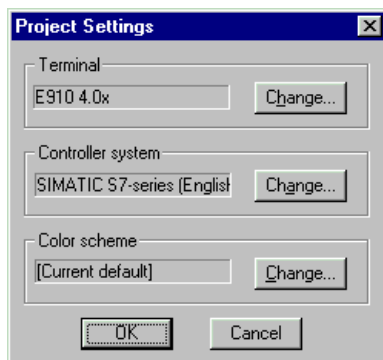 Project Settings
Terminal
E910 4.0x
Change...
Controller system
SIMATIC S7-series (English
Change...
Color scheme
[Current default]
Change...
OK
Cancel